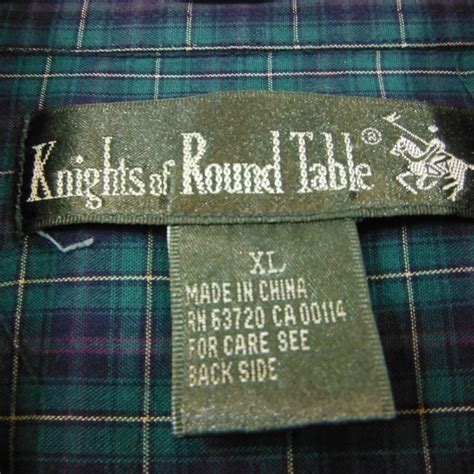 Knights of Round Table ®
XL
MADE IN CHINA
RN 63720 CA 00114
FOR CARE SEE
BACK SIDE